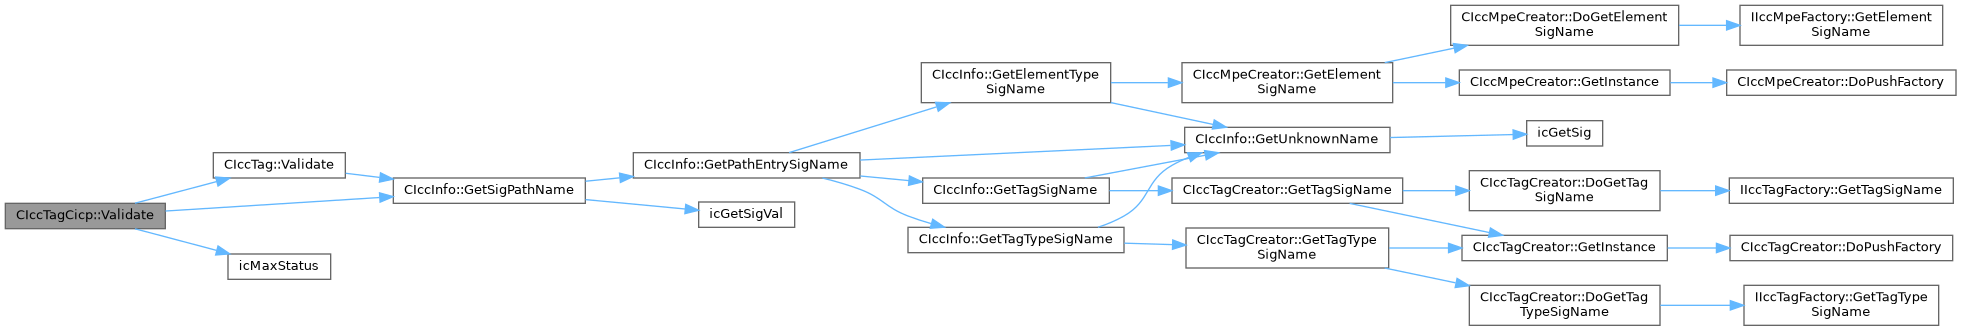 CIccTagCicp::Validate
CIccTag::Validate
icMaxStatus
CIccInfo::GetSigPathName
CIccInfo::GetPathEntrySigName
icGetSigVal
CIccInfo::GetElementType
SigName
CIccInfo::GetTagSigName
CIccInfo::GetTagTypeSigName
CIccMpeCreator::GetElement
SigName
CIccInfo::GetUnknownName
CIccTagCreator::GetTagSigName
CIccTagCreator::GetTagType
SigName
CIccMpeCreator::DoGetElement
SigName
CIccMpeCreator::GetInstance
icGetSig
CIccTagCreator::DoGetTag
SigName
CIccTagCreator::GetInstance
CIccTagCreator::DoGetTag
TypeSigName
IIccMpeFactory::GetElement
SigName
CIccMpeCreator::DoPushFactory
IIccTagFactory::GetTagSigName
CIccTagCreator::DoPushFactory
IIccTagFactory::GetTagType
SigName